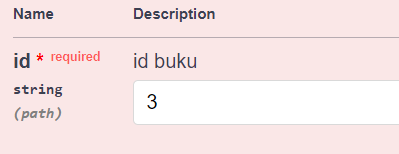 Name Description
id * required id buku
string
(path)
3